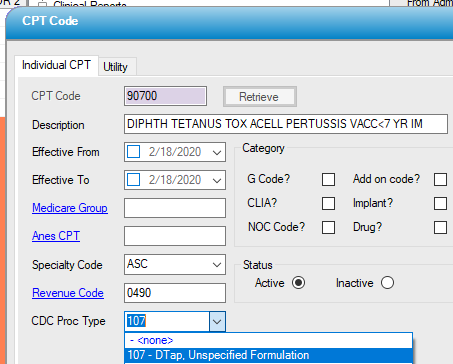 OR 2
Clinical Reports
From Adm
CPT Code
Individual CPT
Utility
CPT Code
90700
Retrieve
Description
DIPHTH TETANUS TOX ACELL PERTUSSIS VACC<7 YR IM
Effective From
2/18/2020
Category
Effective To
2/18/2020
G Code?
Add on code?
Medicare Group
CLIA?
Implant?
Anes CPT
NOC Code?
Drug?
Specialty Code
ASC
Status
Revenue Code
0490
Active
Inactive
CDC Proc Type
107
- <none>
107 - DTap, Unspecified Formulation